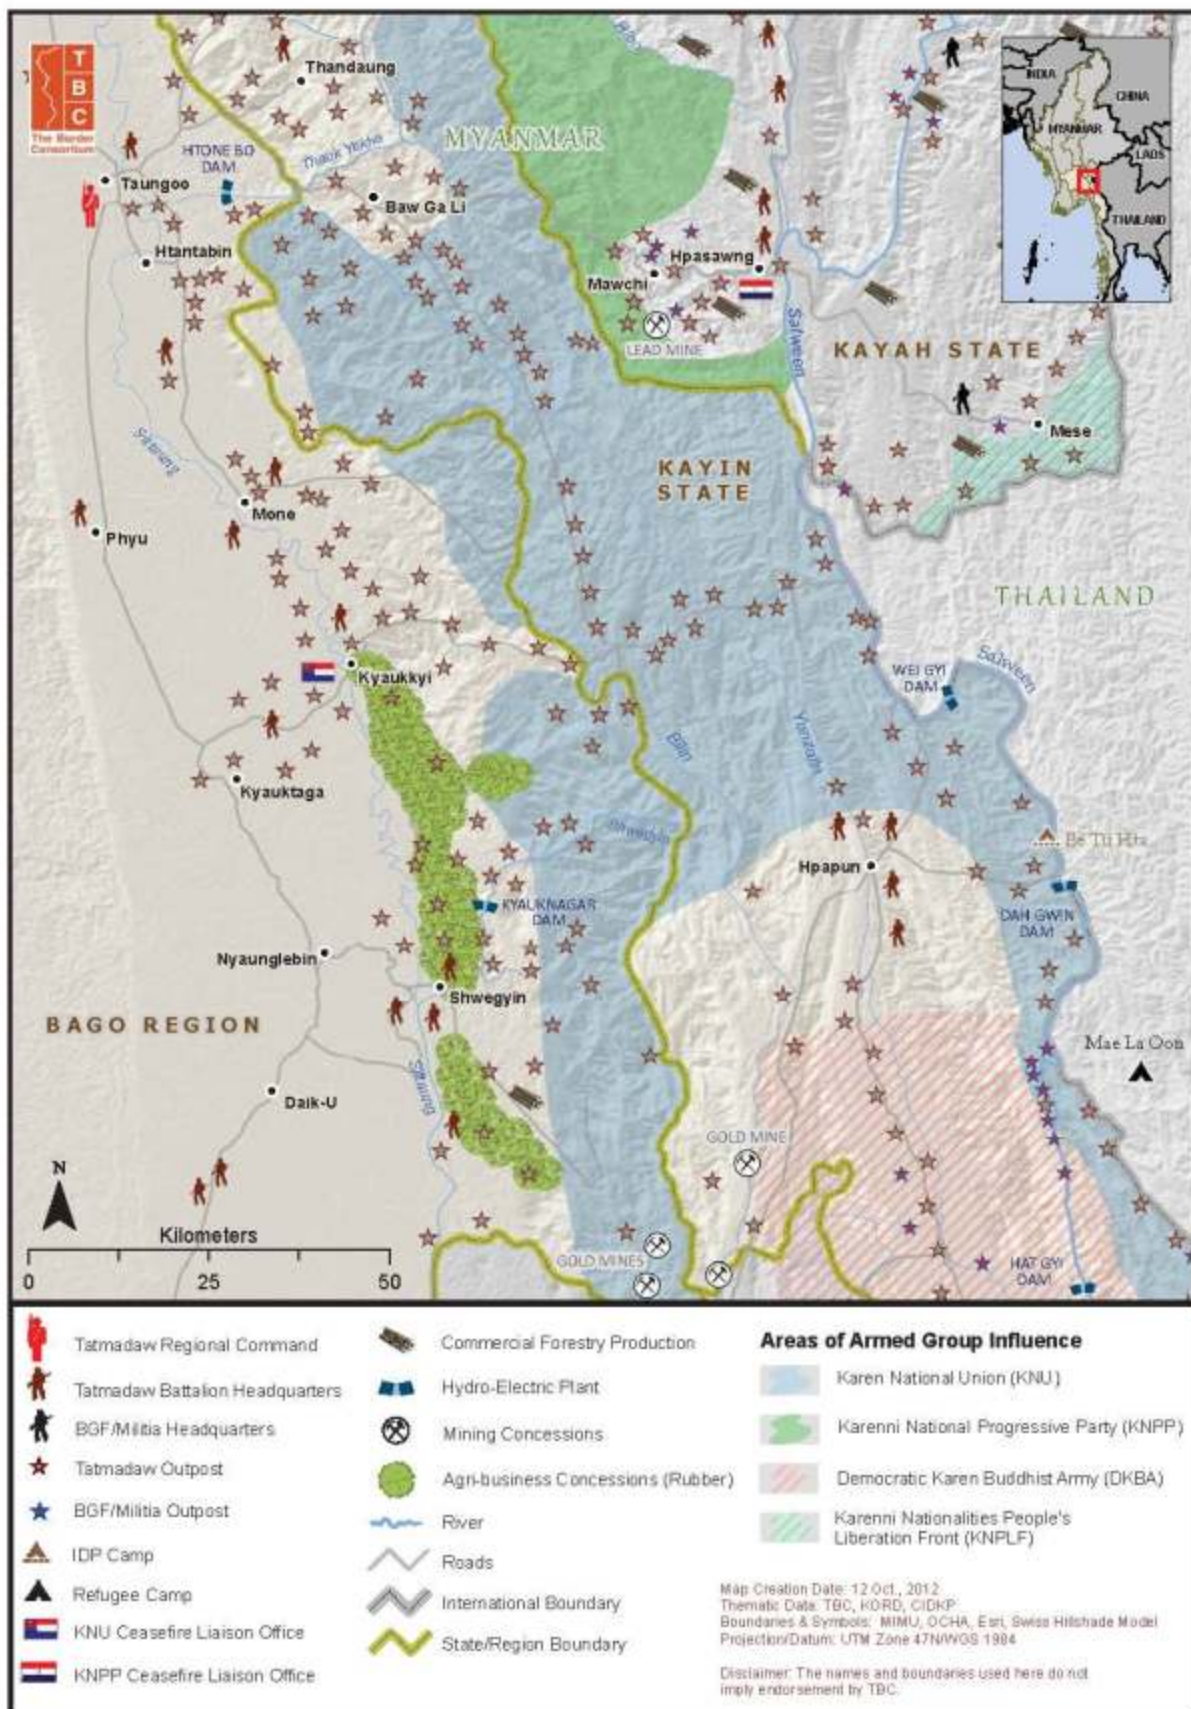 TBC
The Border
Consortium
Thandaung
MYANMAR
INDIA
CHINA
MYANMAR
LAOS
THAILAND
HTONE BO
DAM
Thauk Yekha
Taungoo
Baw Ga Li
Htantabin
Hpasawng
Mawchi
LEAD MINE
Salween
KAYAH STATE
Mese
Sittaung
KAYIN
STATE
Mone
Phyu
THAILAND
Kyaukkyi
WEI GYI
DAM
Salween
Bilin
Yunzalin
Kyauktaga
Shwegyin
Hpapun
KYAUKNAGAR
DAM
DAH GWIN
DAM
Nyaunglebin
Shwegyin
BAGO REGION
Mae La Oon
Sittaung
Daik-U
GOLD MINE
N
Kilometers
0 25 50
GOLD MINES
HAT GYI
DAM
Tatmadaw Regional Command
Tatmadaw Battalion Headquarters
BGF/Militia Headquarters
Tatmadaw Outpost
BGF/Militia Outpost
IDP Camp
Refugee Camp
KNU Ceasefire Liaison Office
KNPP Ceasefire Liaison Office
Commercial Forestry Production
Hydro-Electric Plant
Mining Concessions
Agri-business Concessions (Rubber)
River
Roads
International Boundary
State/Region Boundary
Areas of Armed Group Influence
Karen National Union (KNU)
Karenni National Progressive Party (KNPP)
Democratic Karen Buddhist Army (DKBA)
Karenni Nationalities People's
Liberation Front (KNPLF)
Map Creation Date: 12 Oct., 2012
Thematic Data: TBC, KORD, CIDKP
Boundaries & Symbols: MIMU, OCHA, Esri, Swiss Hillshade Model
Projection/Datum: UTM Zone 47N/WGS 1984
Disclaimer: The names and boundaries used here do not
imply endorsement by TBC.